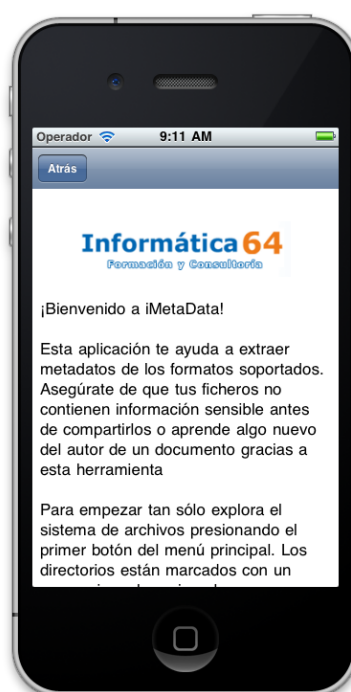 Operador 9:11 AM
Atrás
Informática 64
Formación y Consultoría
¡Bienvenido a iMetaData!
Esta aplicación te ayuda a extraer
metadatos de los formatos soportados.
Asegúrate de que tus ficheros no
contienen información sensible antes
de compartirlos o aprende algo nuevo
del autor de un documento gracias a
esta herramienta
Para empezar tan sólo explora el
sistema de archivos presionando el
primer botón del menú principal. Los
directorios están marcados con un